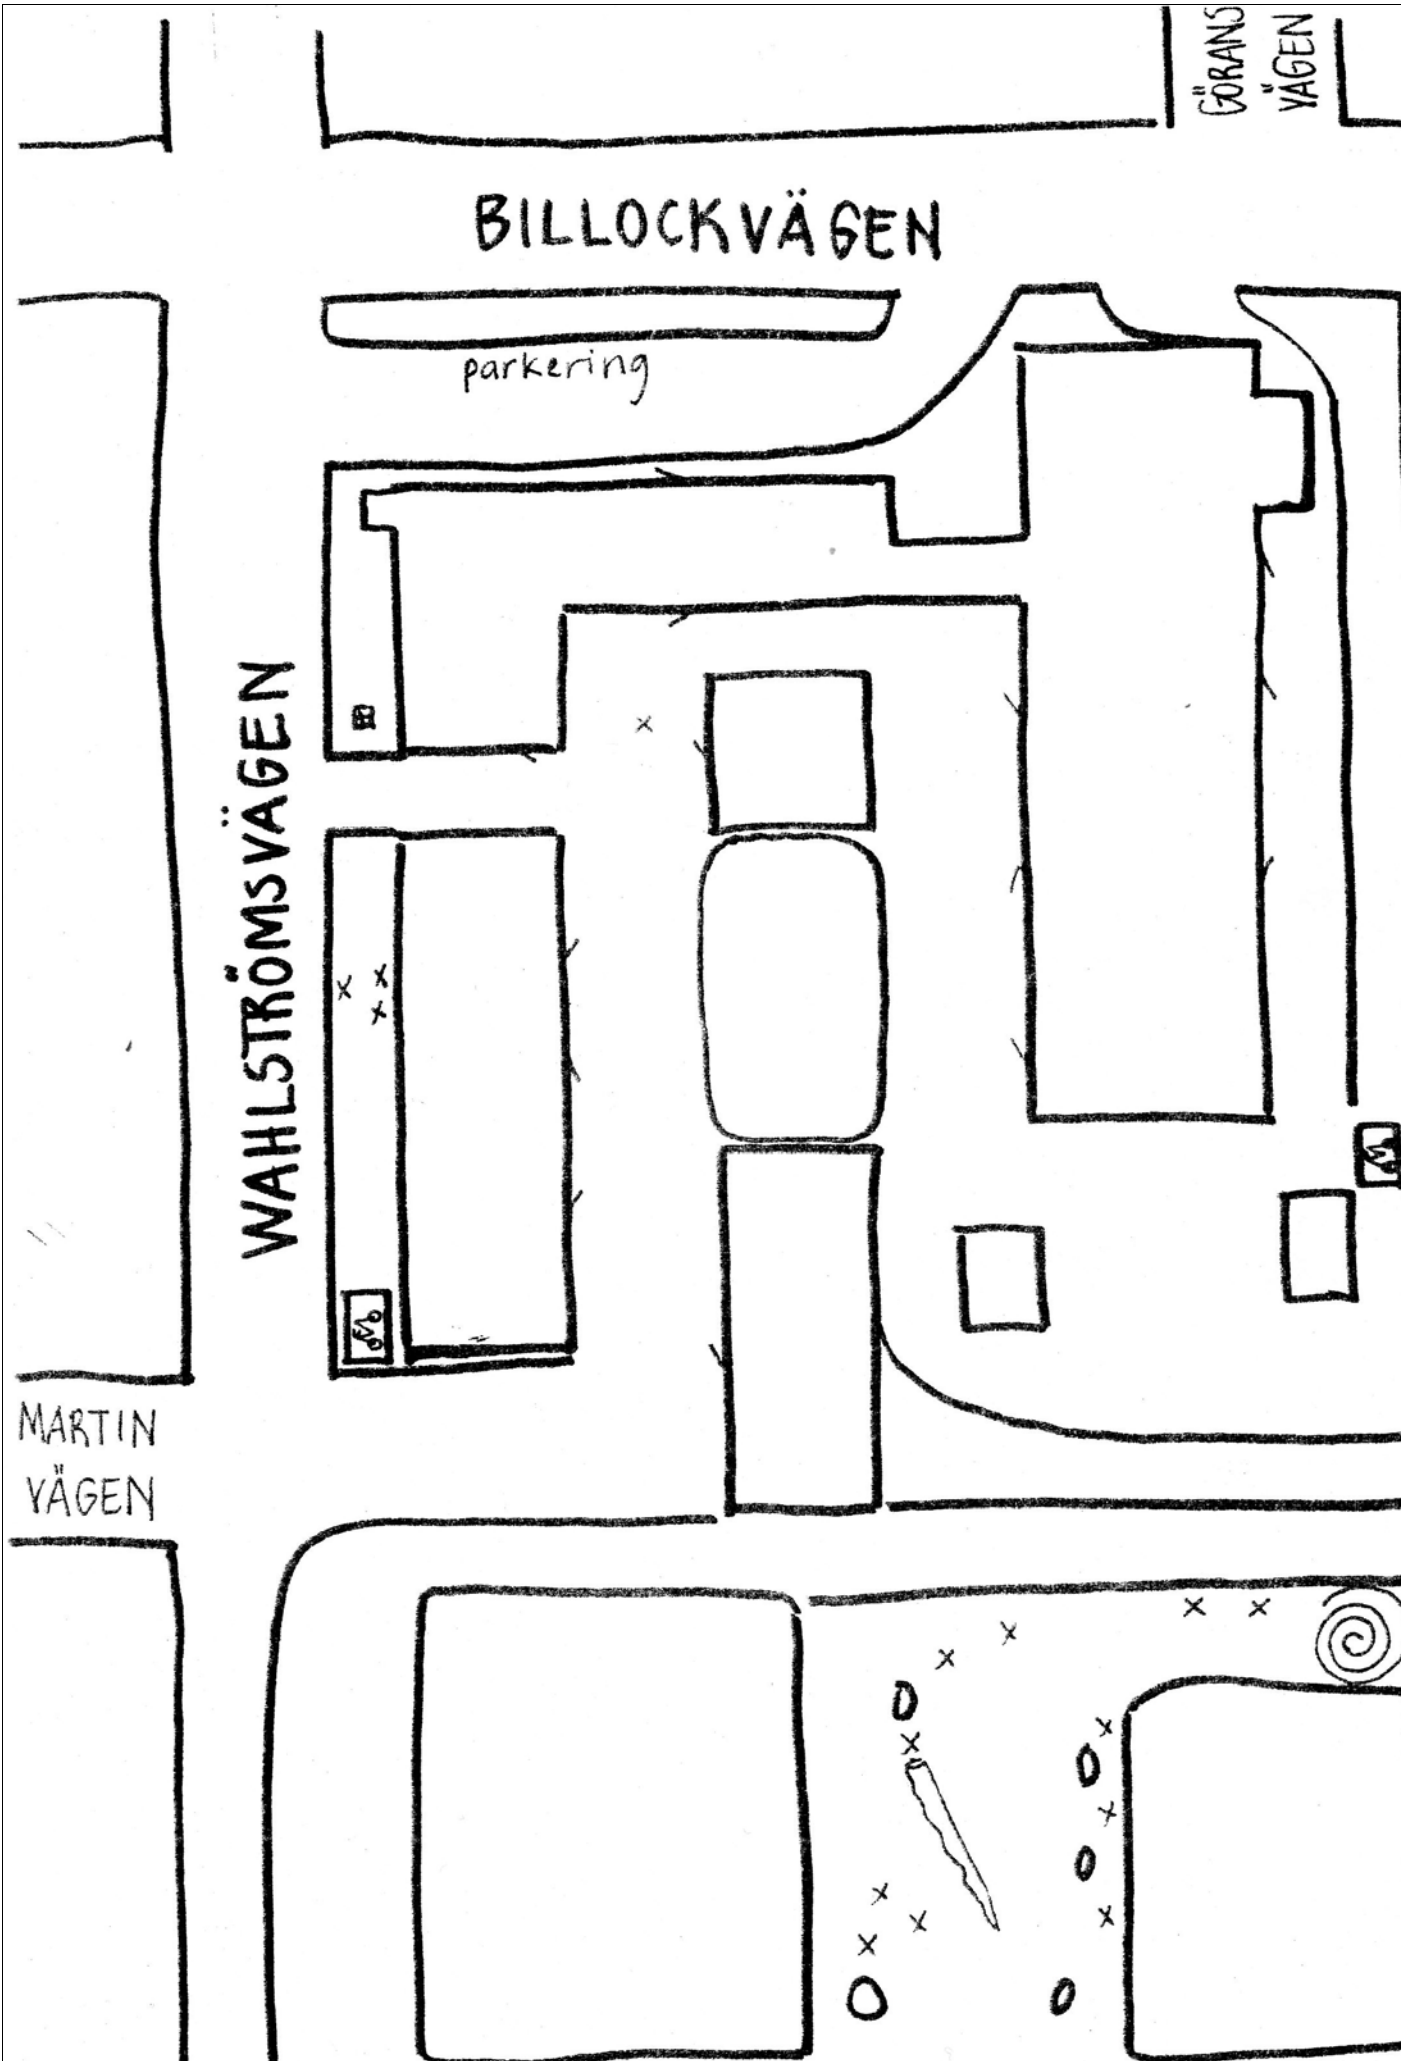 GÖRANS
VÄGEN
BILLOCKVÄGEN
parkering
WAHLSTRÖMSVÄGEN
MARTIN
VÄGEN